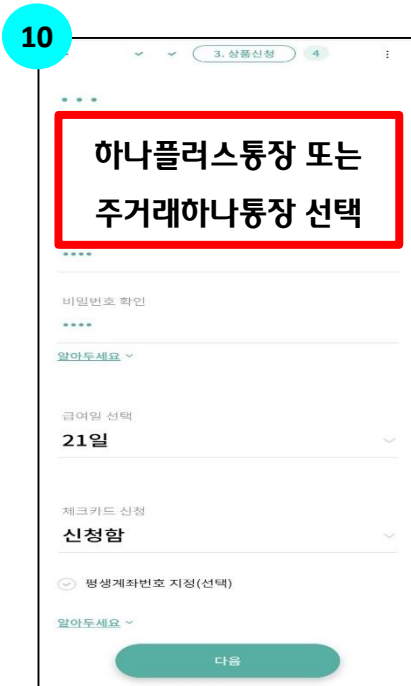 10
3. 상품신청 4
하나플러스통장 또는
주거래하나통장 선택
비밀번호 확인
알아두세요
급여일 선택
21일
체크카드 신청
신청함
평생계좌번호 지정(선택)
알아두세요
다음